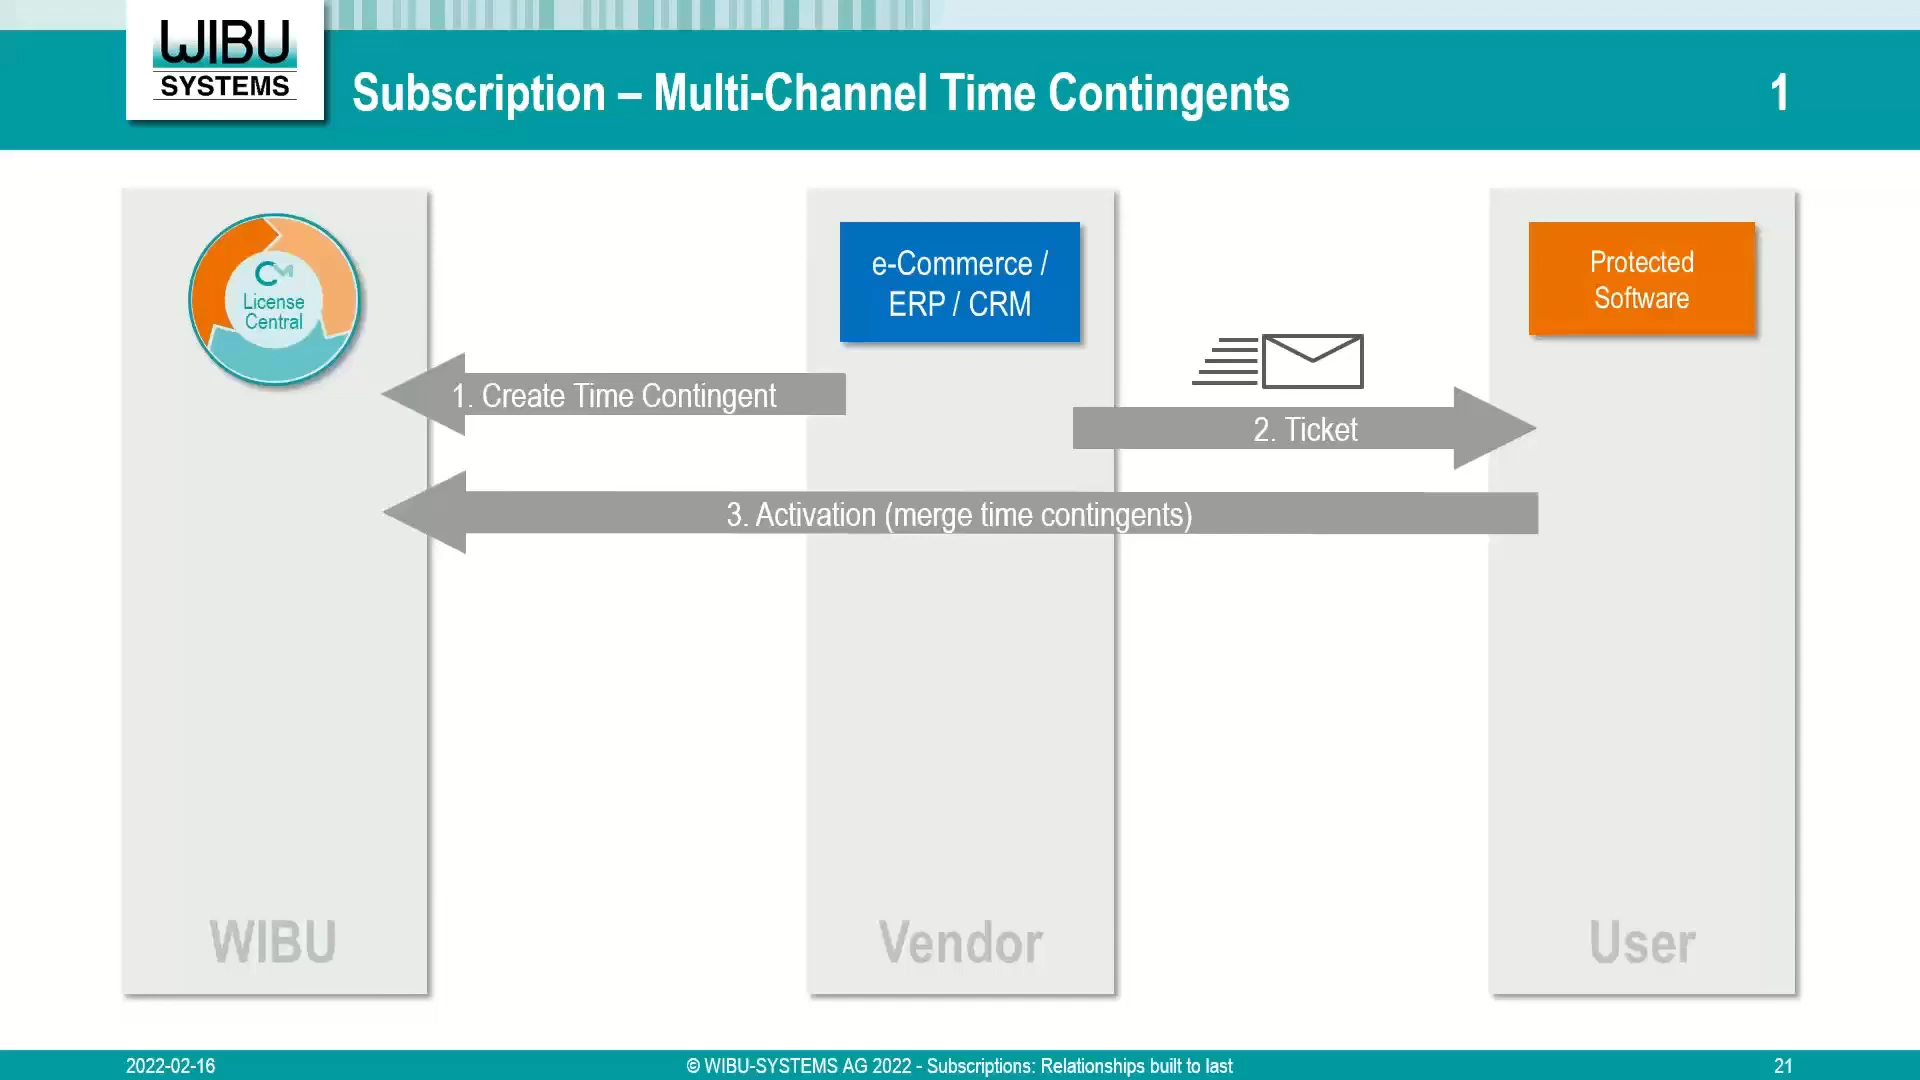 WIBU
SYSTEMS
Subscription – Multi-Channel Time Contingents
1
CM
License
Central
e-Commerce /
ERP / CRM
Protected
Software
1. Create Time Contingent
2. Ticket
3. Activation (merge time contingents)
WIBU
Vendor
User
2022-02-16
© WIBU-SYSTEMS AG 2022 - Subscriptions: Relationships built to last
21